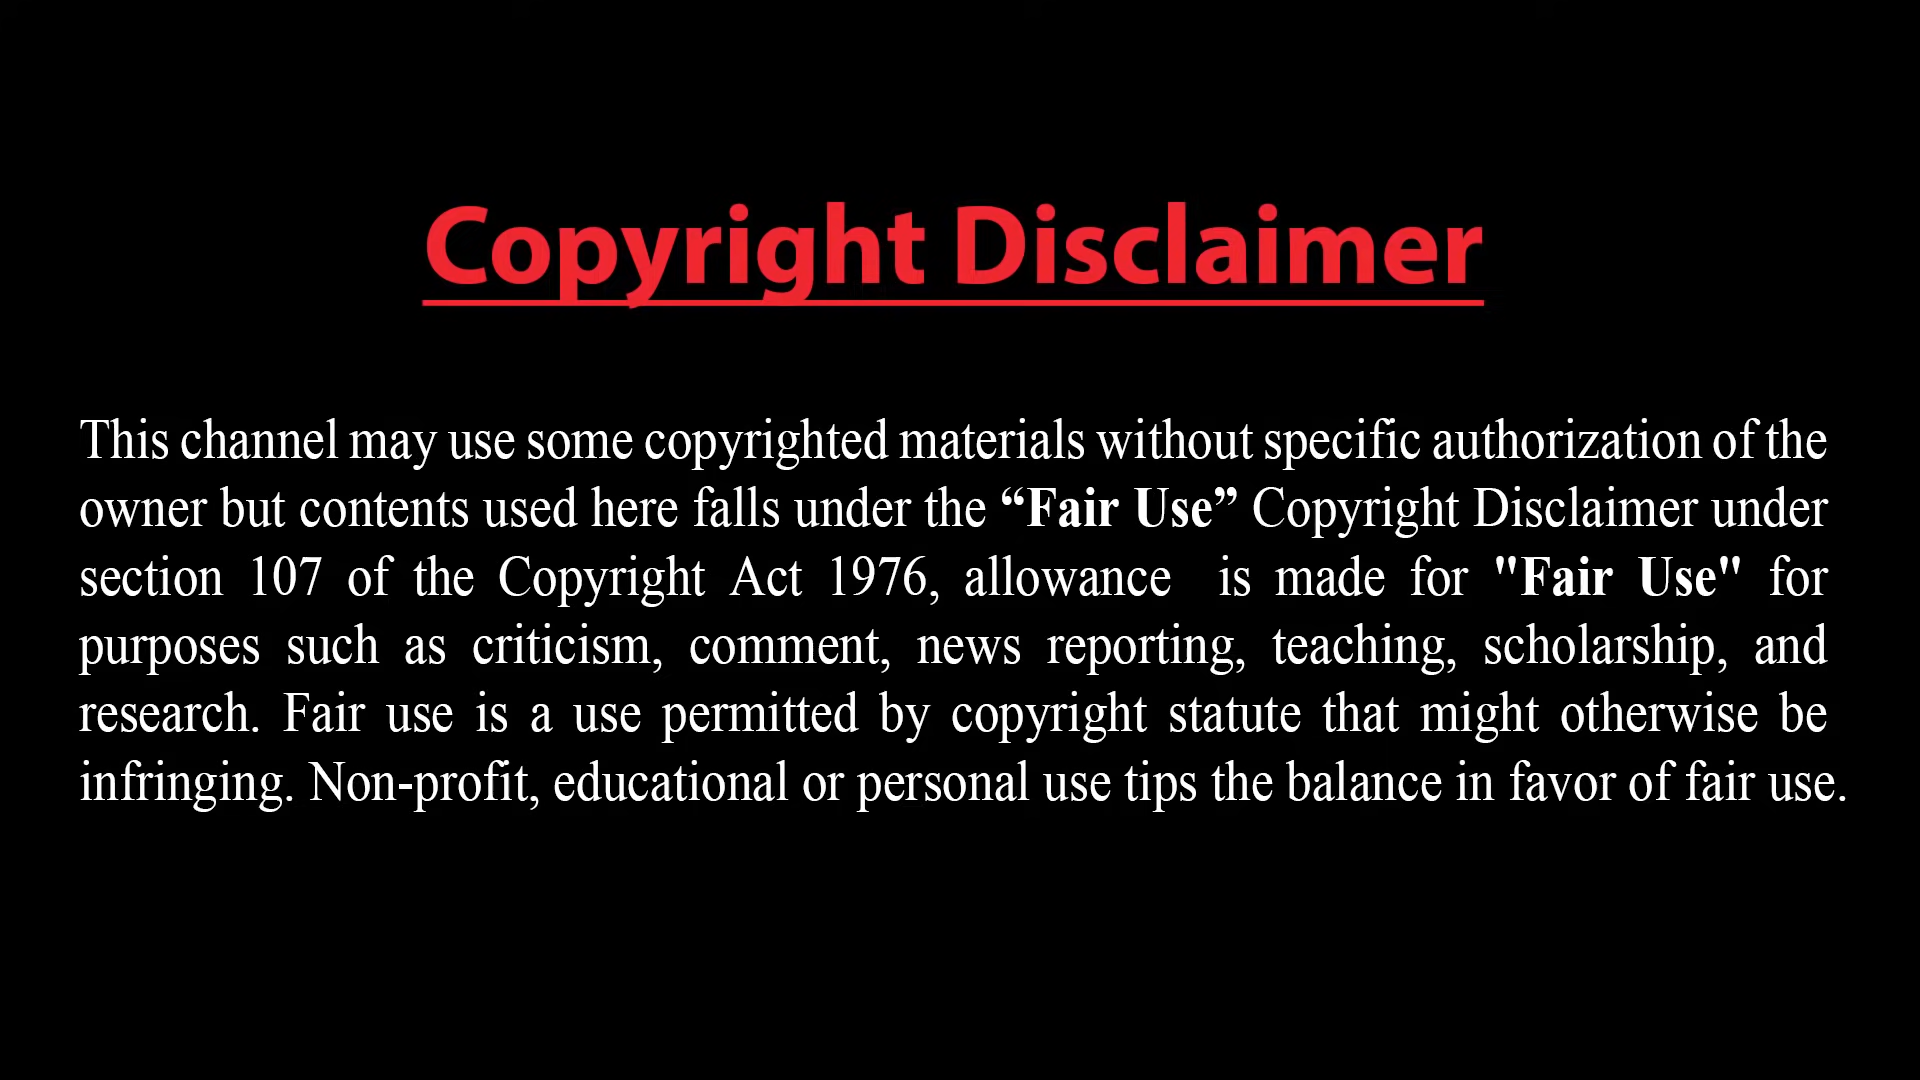 Copyright Disclaimer
This channel may use some copyrighted materials without specific authorization of the
owner but contents used here falls under the “Fair Use” Copyright Disclaimer under
section 107 of the Copyright Act 1976, allowance  is made for "Fair Use" for
purposes such as criticism, comment, news reporting, teaching, scholarship, and
research. Fair use is a use permitted by copyright statute that might otherwise be
infringing. Non-profit, educational or personal use tips the balance in favor of fair use.